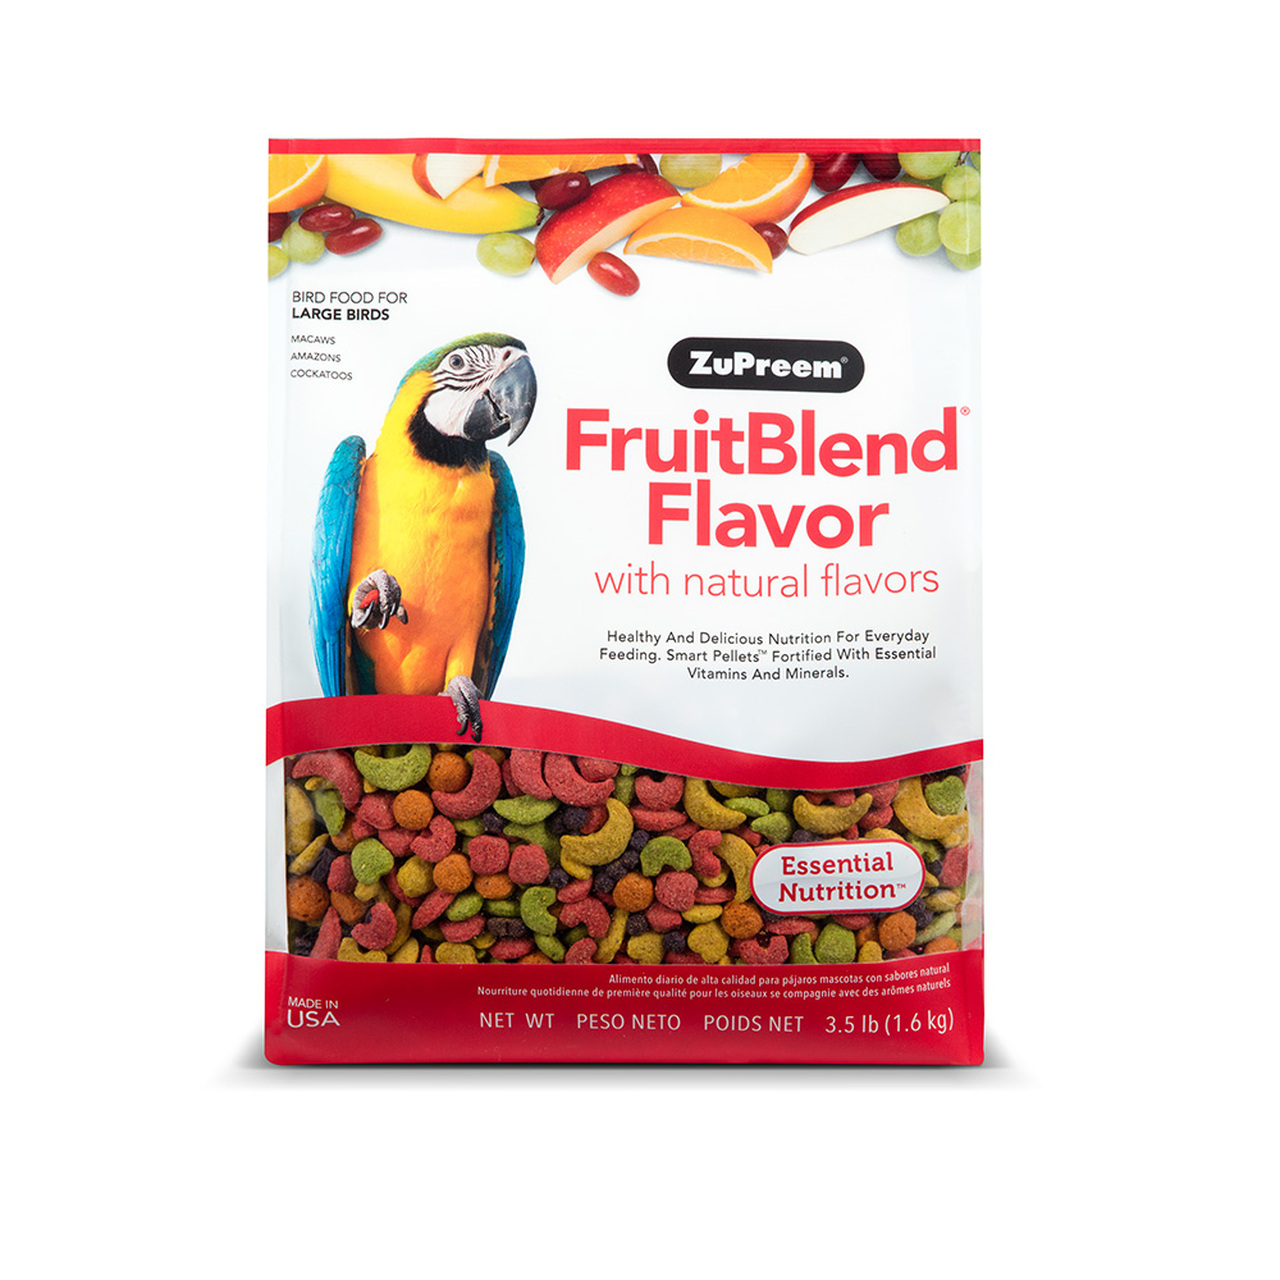 BIRD FOOD FOR
LARGE BIRDS
MACAWS
AMAZONS
COCKATOOS
ZuPreem®
FruitBlend®
Flavor
with natural flavors
Healthy And Delicious Nutrition For Everyday
Feeding. Smart Pellets™ Fortified With Essential
Vitamins And Minerals.
Essential
Nutrition™
Alimento diario de alta calidad para pájaros mascotas con sabores natural
Nourriture quotidienne de première qualité pour les oiseaux se compagnie avec des arômes naturels
MADE IN
USA
NET WT PESO NETO POIDS NET 3.5 lb (1.6 kg)